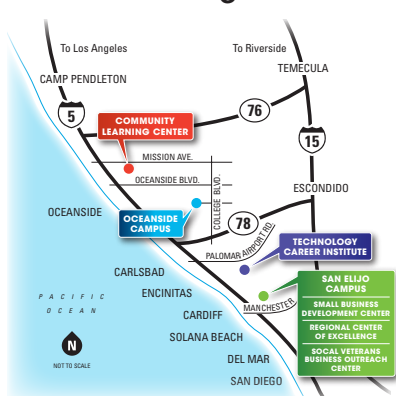 To Los Angeles
To Riverside
TEMECULA
CAMP PENDLETON
5
76
COMMUNITY
LEARNING CENTER
15
MISSION AVE.
OCEANSIDE BLVD.
COLLEGE BLVD.
ESCONDIDO
OCEANSIDE
OCEANSIDE
CAMPUS
78
PALOMAR AIRPORT RD.
TECHNOLOGY
CAREER INSTITUTE
CARLSBAD
SAN ELIJO
CAMPUS
ENCINITAS
MANCHESTER
SMALL BUSINESS
DEVELOPMENT CENTER
PACIFIC
OCEAN
CARDIFF
REGIONAL CENTER
OF EXCELLENCE
SOLANA BEACH
SOCAL VETERANS
BUSINESS OUTREACH
CENTER
N
NOT TO SCALE
DEL MAR
SAN DIEGO